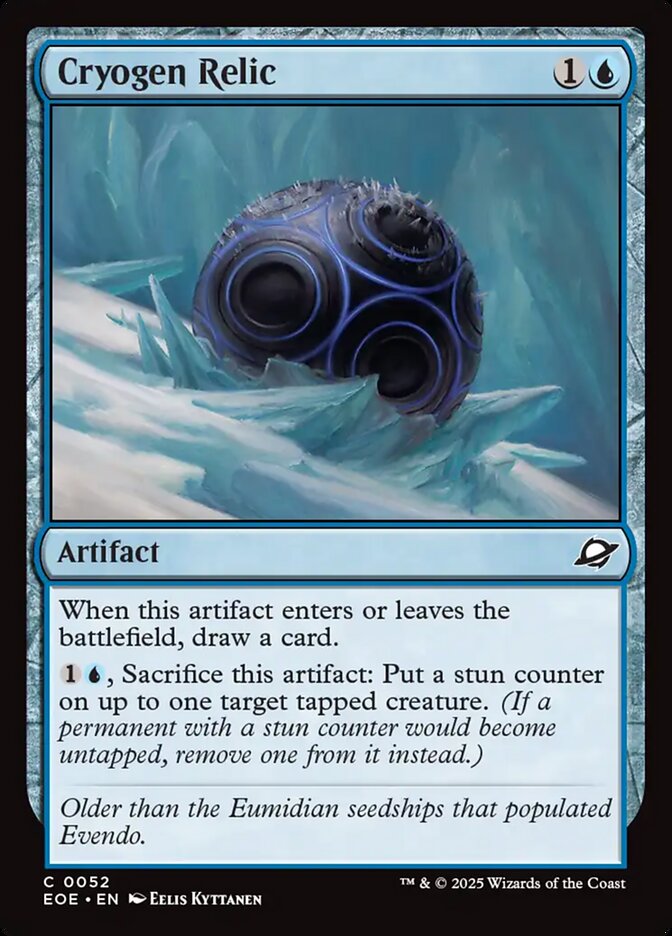 Cryogen Relic 1
Artifact
When this artifact enters or leaves the
battlefield, draw a card.
1, Sacrifice this artifact: Put a stun counter
on up to one target tapped creature. (If a
permanent with a stun counter would become
untapped, remove one from it instead.)
Older than the Eumidian seedships that populated
Evendo.
C 0052
EOE • EN Eelis Kyttanen
™ & © 2025 Wizards of the Coast